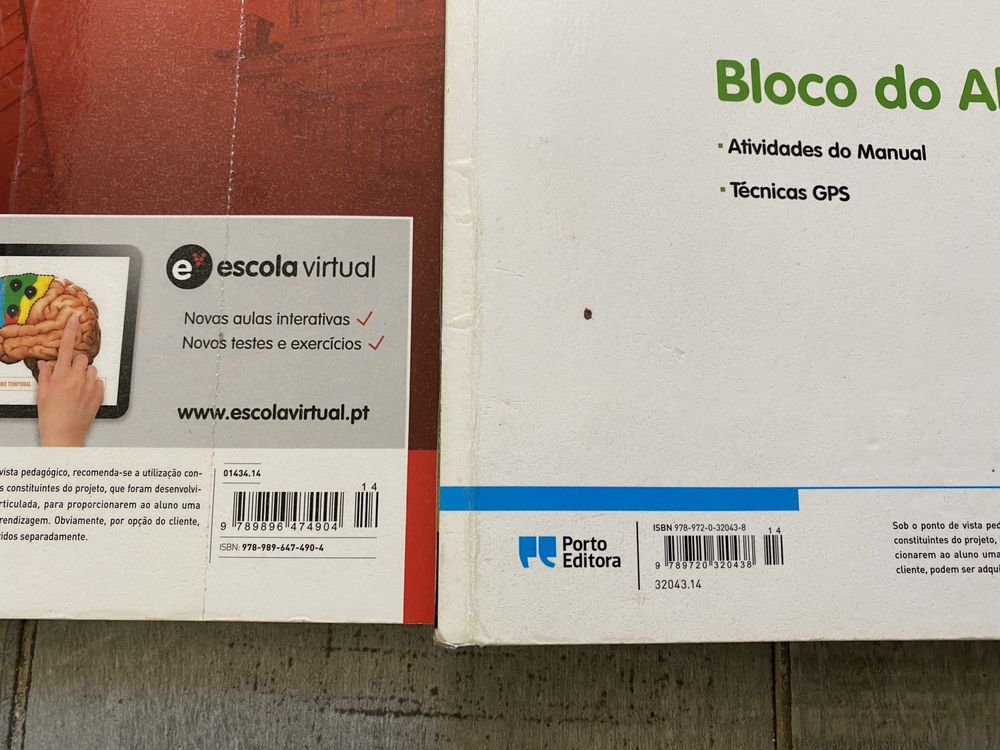 escola virtual
Novas aulas interativas
Novos testes e exercícios
www.escolavirtual.pt
TEMPORAL
vista pedagógico, recomenda-se a utilização con-
s constituintes do projeto, que foram desenvolvi-
rticulada, para proporcionarem ao aluno uma
rendizagem. Obviamente, por opção do cliente,
ridos separadamente.
01434.14
14
9 789896 474904
ISBN: 978-989-647-490-4
Bloco do Al
Atividades do Manual
Técnicas GPS
Porto
Editora
ISBN 978-972-0-32043-8
14
9 789720 320438
32043.14
Sob o ponto de vista ped
constituintes do projeto,
cionarem ao aluno uma
cliente, podem ser adqui